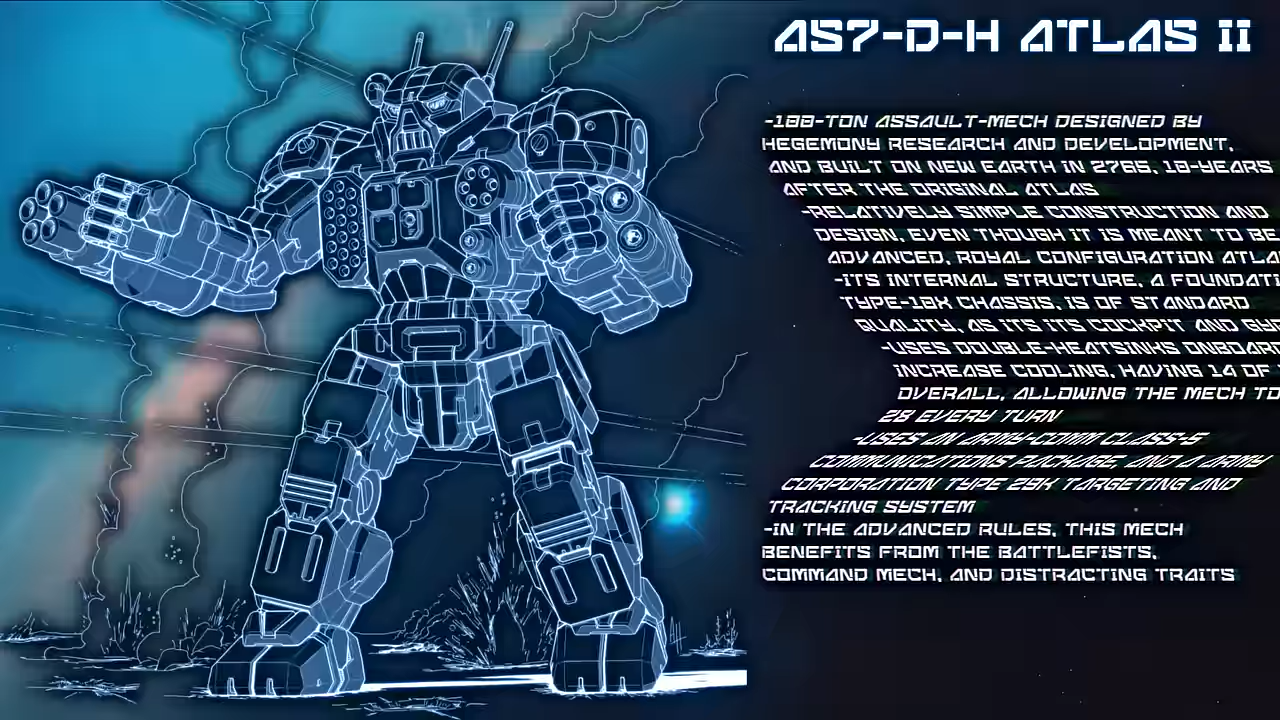 AS7-D-H ATLAS II
-100-TON ASSAULT-MECH DESIGNED BY
HEGEMONY RESEARCH AND DEVELOPMENT,
AND BUILT ON NEW EARTH IN 2765, 10-YEARS
AFTER THE ORIGINAL ATLAS
-RELATIVELY SIMPLE CONSTRUCTION AND
DESIGN, EVEN THOUGH IT IS MEANT TO BE
ADVANCED, ROYAL CONFIGURATION ATLA
-ITS INTERNAL STRUCTURE, A FOUNDATI
TYPE-10X CHASSIS, IS OF STANDARD
QUALITY, AS ITS ITS COCKPIT AND GY
-USES DOUBLE-HEATSINKS ONBOARD
INCREASE COOLING, HAVING 14 OF
OVERALL, ALLOWING THE MECH TO
28 EVERY TURN
-USES AN ARMY-COMM CLASS-5
COMMUNICATIONS PACKAGE, AND A ARMY
CORPORATION TYPE 29K TARGETING AND
TRACKING SYSTEM
-IN THE ADVANCED RULES, THIS MECH
BENEFITS FROM THE BATTLEFISTS,
COMMAND MECH, AND DISTRACTING TRAITS